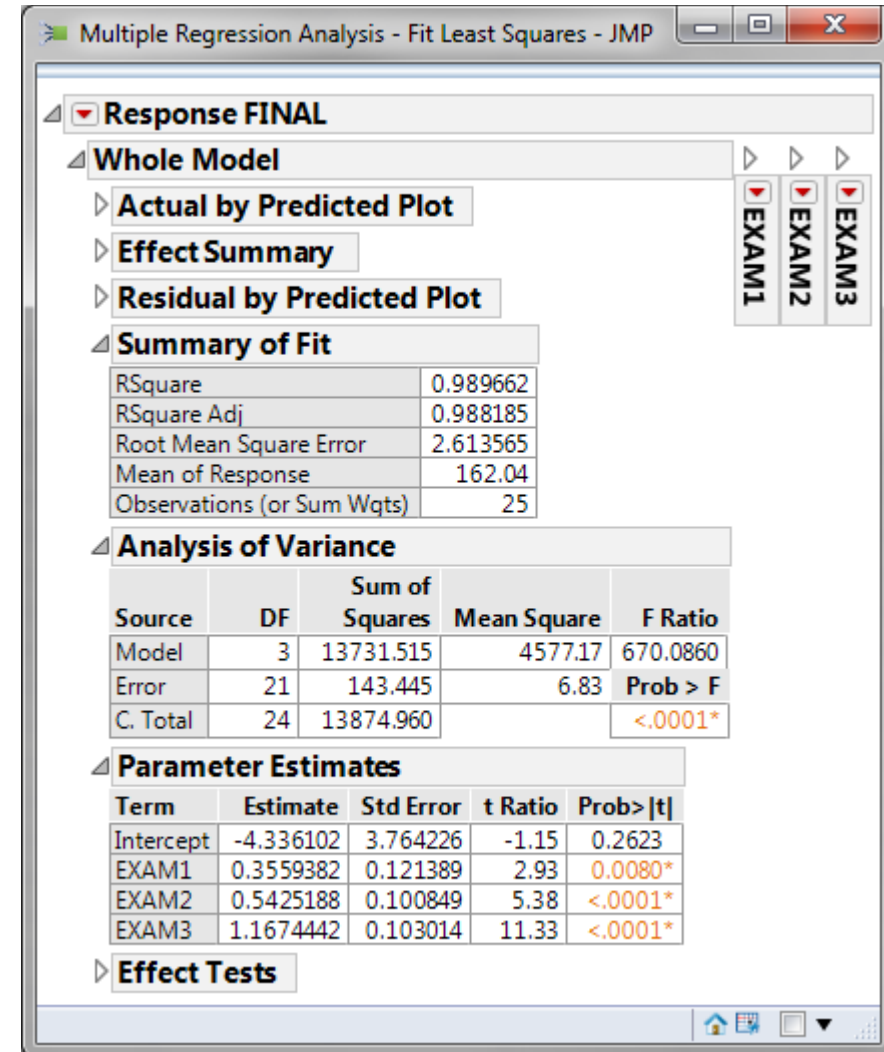 Multiple Regression Analysis - Fit Least Squares - JMP
Response FINAL
Whole Model
Actual by Predicted Plot
Effect Summary
Residual by Predicted Plot
EXAM1
EXAM2
EXAM3
Summary of Fit
RSquare 0.989662
RSquare Adj 0.988185
Root Mean Square Error 2.613565
Mean of Response 162.04
Observations (or Sum Wgts) 25
Analysis of Variance
Sum of
Source DF Squares Mean Square F Ratio
Model 3 13731.515 4577.17 670.0860
Error 21 143.445 6.83 Prob > F
C. Total 24 13874.960 <.0001*
Parameter Estimates
Term Estimate Std Error t Ratio Prob>|t|
Intercept -4.336102 3.764226 -1.15 0.2623
EXAM1 0.3559382 0.121389 2.93 0.0080*
EXAM2 0.5425188 0.100849 5.38 <.0001*
EXAM3 1.1674442 0.103014 11.33 <.0001*
Effect Tests